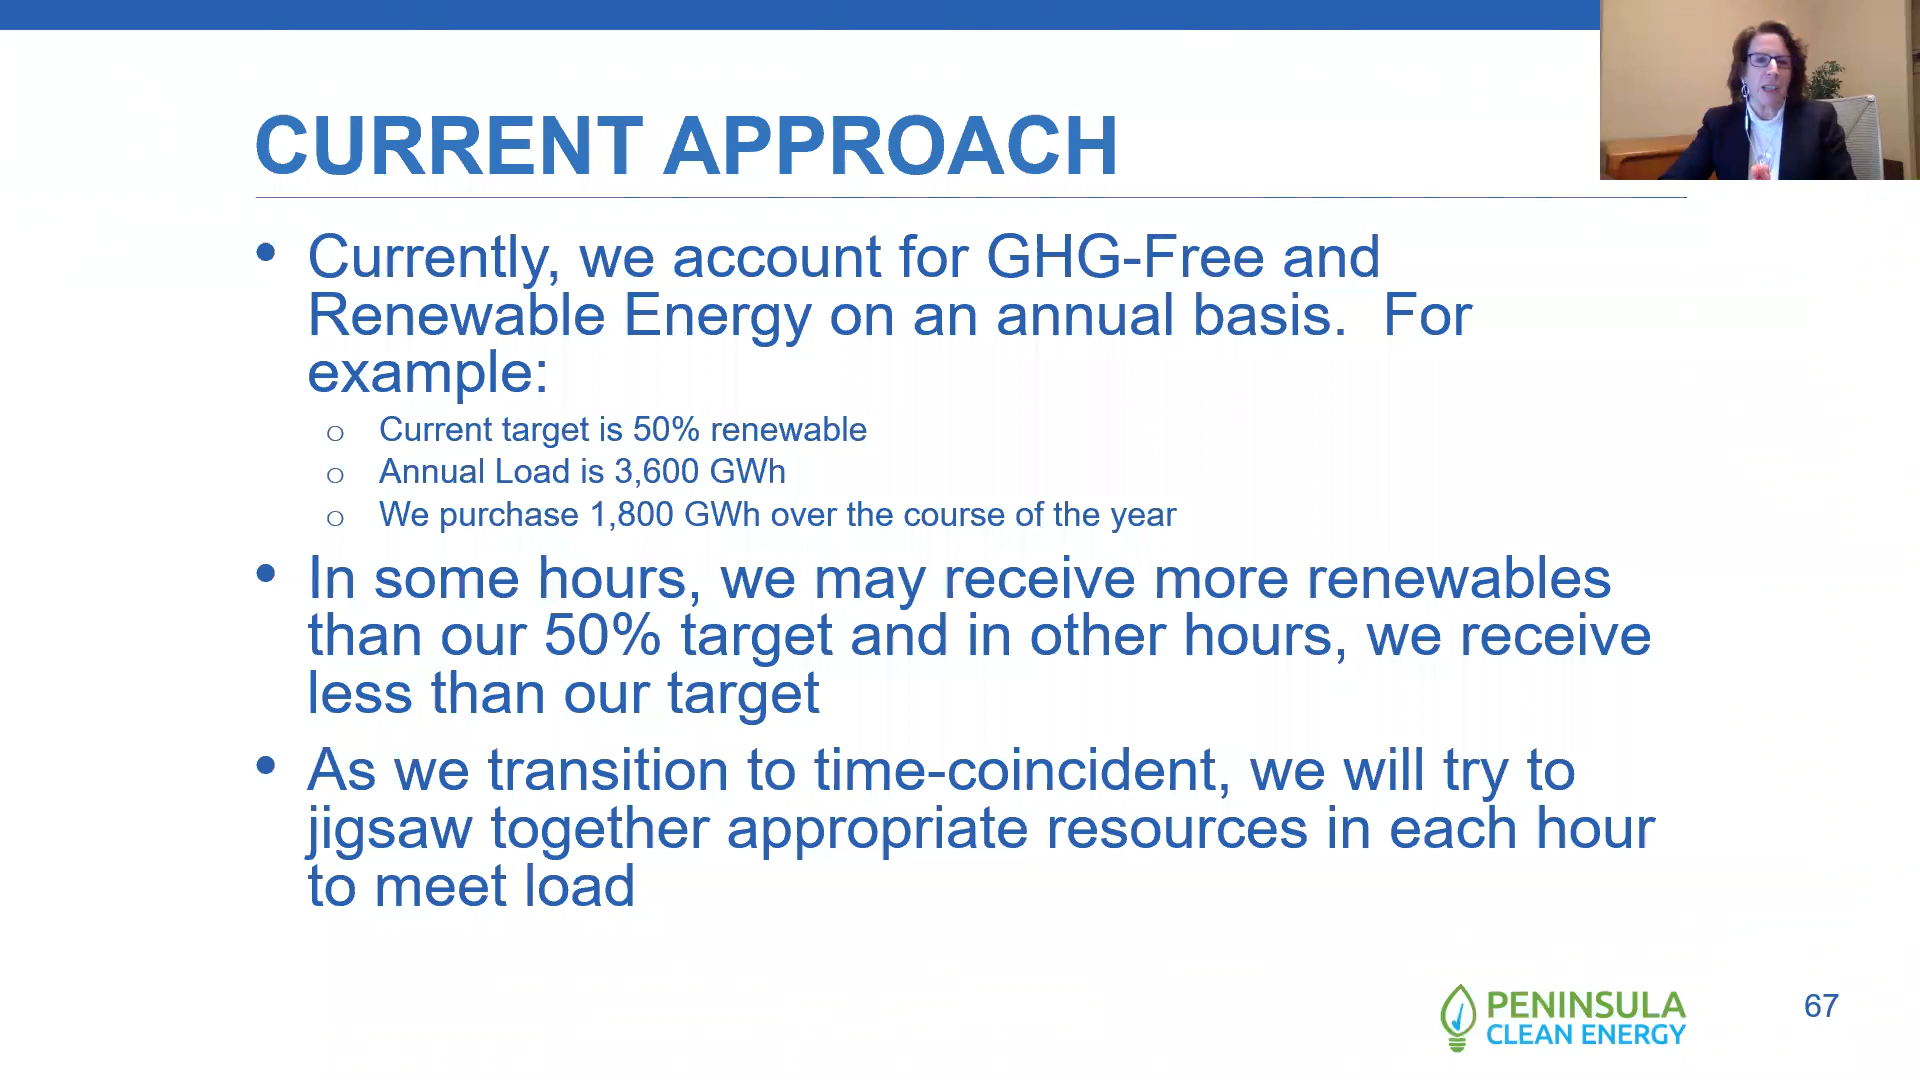 CURRENT APPROACH
• Currently, we account for GHG-Free and
Renewable Energy on an annual basis.  For
example:
o Current target is 50% renewable
o Annual Load is 3,600 GWh
o We purchase 1,800 GWh over the course of the year
• In some hours, we may receive more renewables
than our 50% target and in other hours, we receive
less than our target
• As we transition to time-coincident, we will try to
jigsaw together appropriate resources in each hour
to meet load
PENINSULA
CLEAN ENERGY
67